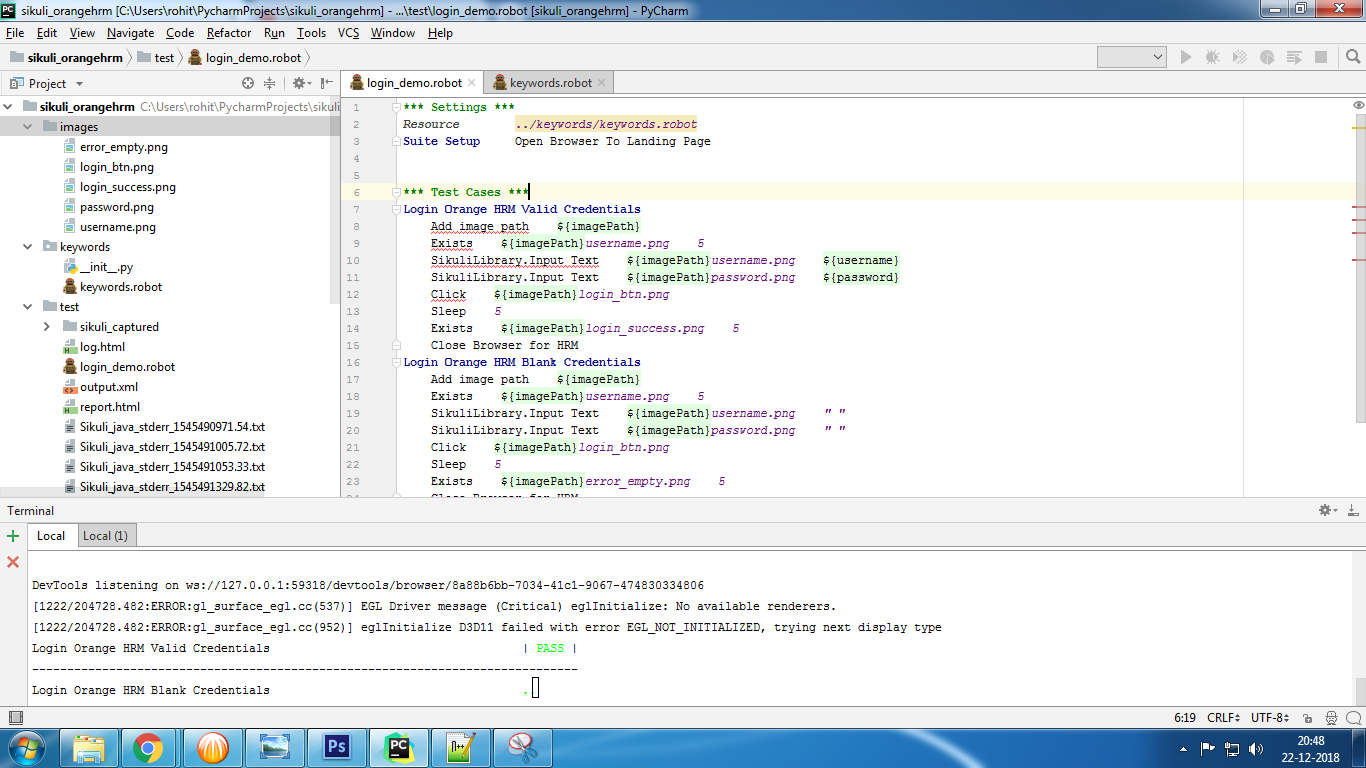 sikuli_orangehrm [C:\Users\rohit\PycharmProjects\sikuli_orangehrm] - ...\test\login_demo.robot [sikuli_orangehrm] - PyCharm
File Edit View Navigate Code Refactor Run Tools VCS Window Help
sikuli_orangehrm test login_demo.robot
Project
login_demo.robot keywords.robot
sikuli_orangehrm C:\Users\rohit\PycharmProjects\sikuli
images
error_empty.png
login_btn.png
login_success.png
password.png
username.png
keywords
__init__.py
keywords.robot
test
sikuli_captured
log.html
login_demo.robot
output.xml
report.html
Sikuli_java_stderr_1545490971.54.txt
Sikuli_java_stderr_1545491005.72.txt
Sikuli_java_stderr_1545491053.33.txt
Sikuli_java_stderr_1545491329.82.txt
1 *** Settings ***
2 Resource ../keywords/keywords.robot
3 Suite Setup Open Browser To Landing Page
4
5
6 *** Test Cases ***
7 Login Orange HRM Valid Credentials
8 Add image path ${imagePath}
9 Exists ${imagePath}username.png 5
10 SikuliLibrary.Input Text ${imagePath}username.png ${username}
11 SikuliLibrary.Input Text ${imagePath}password.png ${password}
12 Click ${imagePath}login_btn.png
13 Sleep 5
14 Exists ${imagePath}login_success.png 5
15 Close Browser for HRM
16 Login Orange HRM Blank Credentials
17 Add image path ${imagePath}
18 Exists ${imagePath}username.png 5
19 SikuliLibrary.Input Text ${imagePath}username.png " "
20 SikuliLibrary.Input Text ${imagePath}password.png " "
21 Click ${imagePath}login_btn.png
22 Sleep 5
23 Exists ${imagePath}error_empty.png 5
24 Close Browser for HRM
Terminal
Local Local (1)
DevTools listening on ws://127.0.0.1:59318/devtools/browser/8a88b6bb-7034-41c1-9067-474830334806
[1222/204728.482:ERROR:gl_surface_egl.cc(537)] EGL Driver message (Critical) eglInitialize: No available renderers.
[1222/204728.482:ERROR:gl_surface_egl.cc(952)] eglInitialize D3D11 failed with error EGL_NOT_INITIALIZED, trying next display type
Login Orange HRM Valid Credentials | PASS |
------------------------------------------------------------------------------
Login Orange HRM Blank Credentials .
6:19 CRLF UTF-8
Ps PC
20:48
22-12-2018